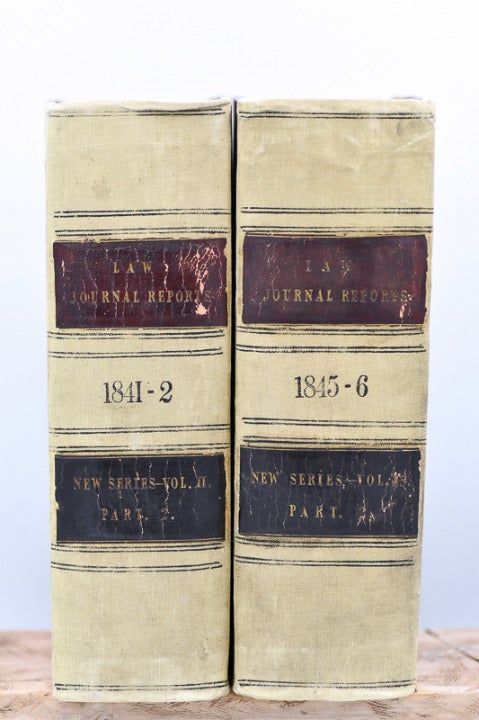 LAW
JOURNAL REPORTS
1841-2
NEW SERIES-VOL. II.
PART. 2.
LAW
JOURNAL REPORTS
1845-6
NEW SERIES-VOL.
PART. 2.